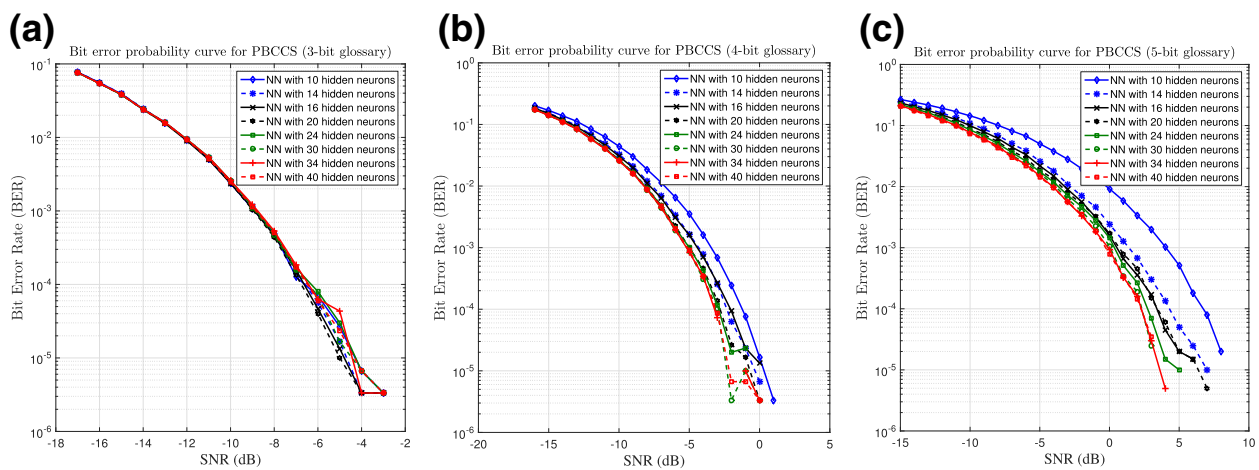 (a)
Bit error probability curve for PBCCS (3-bit glossary)
10^-1
10^-2
10^-3
10^-4
10^-5
10^-6
Bit Error Rate (BER)
NN with 10 hidden neurons
NN with 14 hidden neurons
NN with 16 hidden neurons
NN with 20 hidden neurons
NN with 24 hidden neurons
NN with 30 hidden neurons
NN with 34 hidden neurons
NN with 40 hidden neurons
-18 -16 -14 -12 -10 -8 -6 -4 -2
SNR (dB)
(b)
Bit error probability curve for PBCCS (4-bit glossary)
10^0
10^-1
10^-2
10^-3
10^-4
10^-5
10^-6
Bit Error Rate (BER)
NN with 10 hidden neurons
NN with 14 hidden neurons
NN with 16 hidden neurons
NN with 20 hidden neurons
NN with 24 hidden neurons
NN with 30 hidden neurons
NN with 34 hidden neurons
NN with 40 hidden neurons
-20 -15 -10 -5 0 5
SNR (dB)
(c)
Bit error probability curve for PBCCS (5-bit glossary)
10^0
10^-1
10^-2
10^-3
10^-4
10^-5
10^-6
Bit Error Rate (BER)
NN with 10 hidden neurons
NN with 14 hidden neurons
NN with 16 hidden neurons
NN with 20 hidden neurons
NN with 24 hidden neurons
NN with 30 hidden neurons
NN with 34 hidden neurons
NN with 40 hidden neurons
-15 -10 -5 0 5 10
SNR (dB)